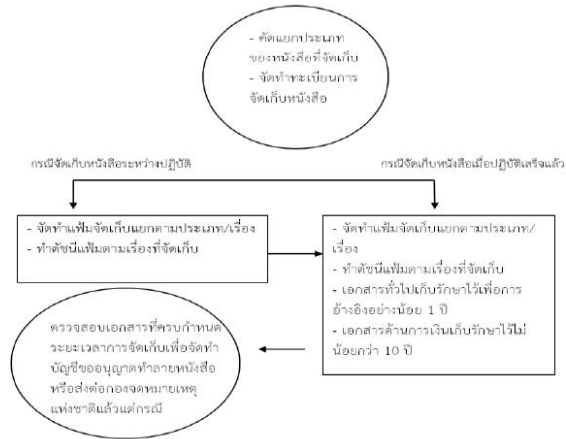 - คัดแยกประเภท
ของหนังสือที่จัดเก็บ
- จัดทำทะเบียนการ
จัดเก็บหนังสือ
กรณีจัดเก็บหนังสือระหว่างปฏิบัติ
กรณีจัดเก็บหนังสือเมื่อปฏิบัติเสร็จแล้ว
- จัดทำแฟ้มจัดเก็บแยกตามประเภท/เรื่อง
- ทำดัชนีแฟ้มตามเรื่องที่จัดเก็บ
- จัดทำแฟ้มจัดเก็บแยกตามประเภท/
เรื่อง
- ทำดัชนีแฟ้มตามเรื่องที่จัดเก็บ
- เอกสารทั่วไปเก็บรักษาไว้เพื่อการ
อ้างอิงอย่างน้อย 1 ปี
- เอกสารด้านการเงินเก็บรักษาไว้ไม่
น้อยกว่า 10 ปี
ตรวจสอบเอกสารที่ครบกำหนด
ระยะเวลาการจัดเก็บเพื่อจัดทำ
บัญชีขออนุญาตทำลายหนังสือ
หรือส่งต่อกองจดหมายเหตุ
แห่งชาติแล้วแต่กรณี